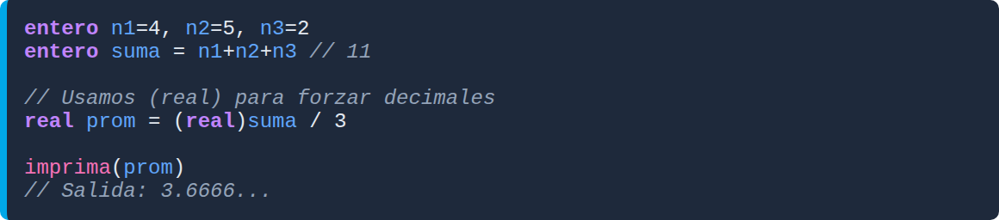 entero n1=4, n2=5, n3=2
entero suma = n1+n2+n3 // 11
// Usamos (real) para forzar decimales
real prom = (real)suma / 3
imprima(prom)
// Salida: 3.6666...